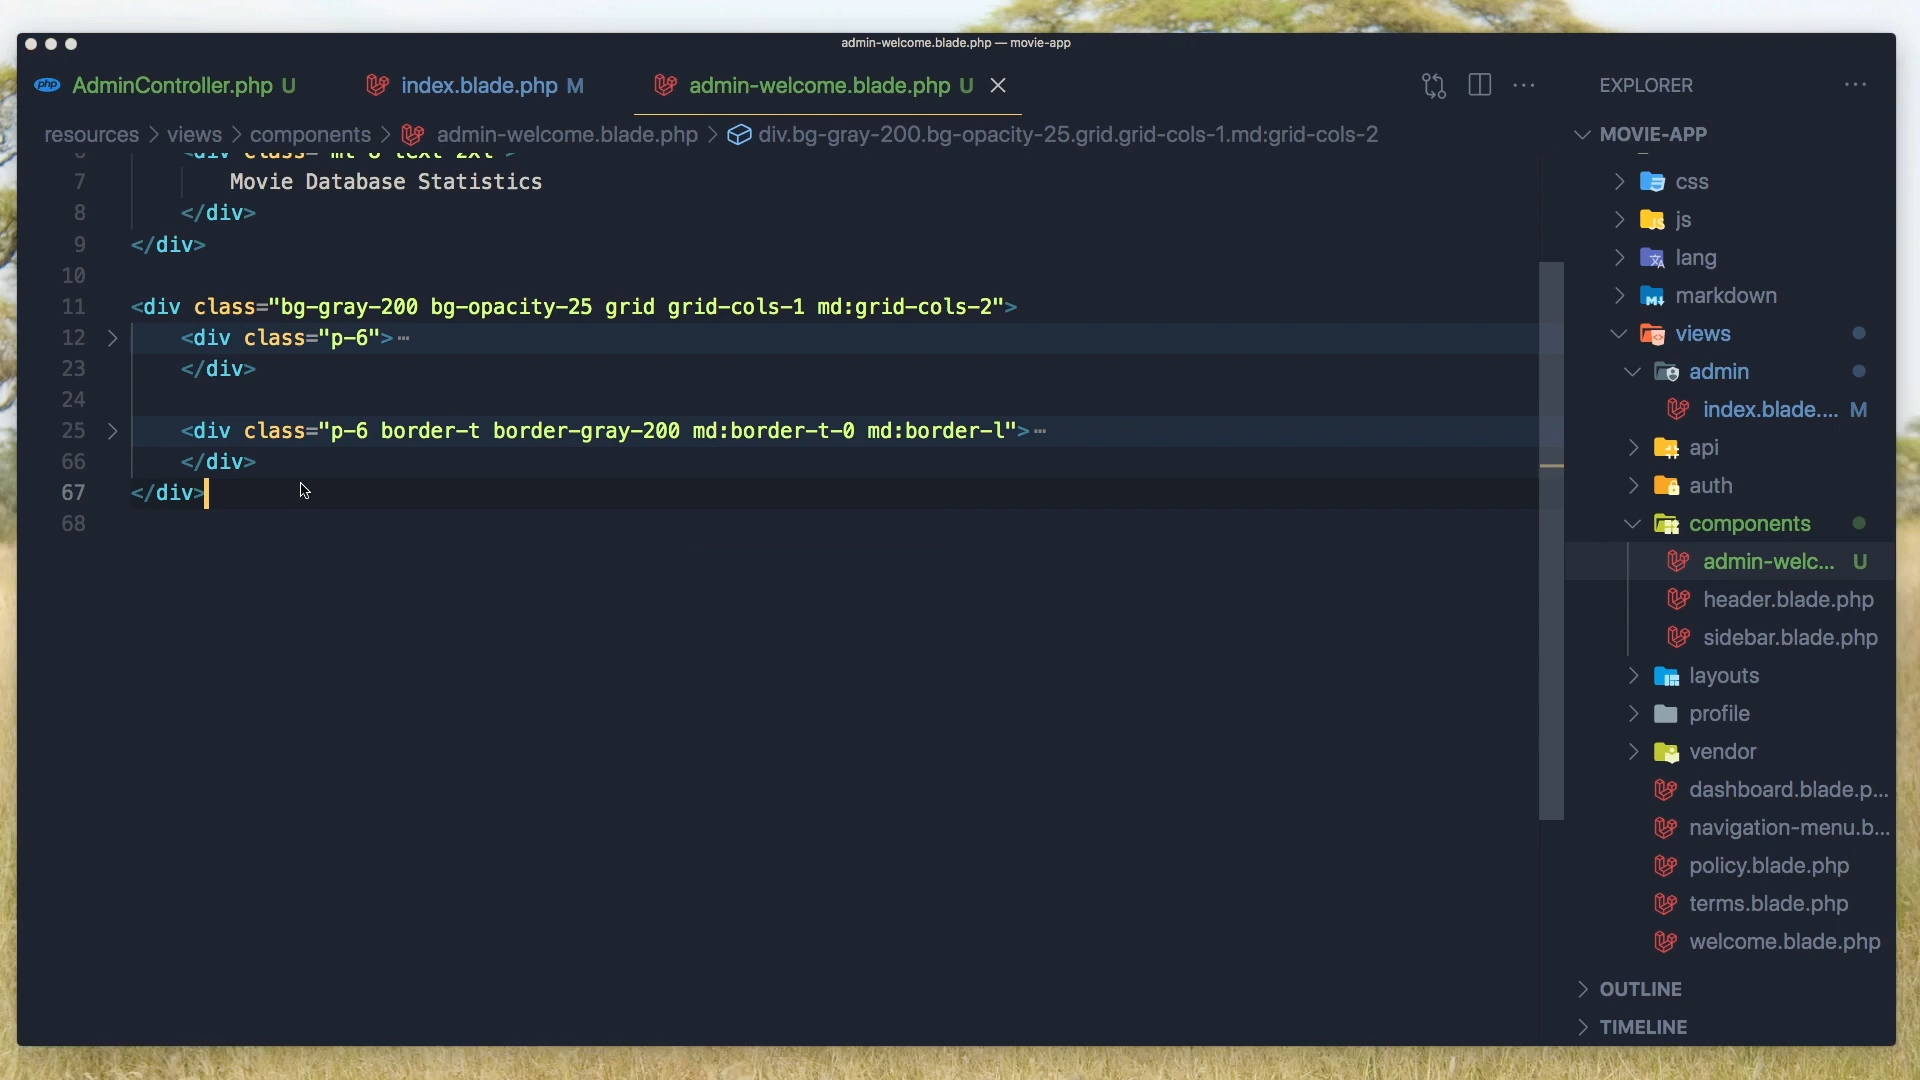 admin-welcome.blade.php — movie-app
php AdminController.php U
index.blade.php M
admin-welcome.blade.php U
EXPLORER
resources > views > components > admin-welcome.blade.php > div.bg-gray-200.bg-opacity-25.grid.grid-cols-1.md:grid-cols-2
MOVIE-APP
7 Movie Database Statistics
8 </div>
9 </div>
10
11 <div class="bg-gray-200 bg-opacity-25 grid grid-cols-1 md:grid-cols-2">
12 <div class="p-6">⋯
23 </div>
24
25 <div class="p-6 border-t border-gray-200 md:border-t-0 md:border-l">⋯
66 </div>
67 </div>
68
css
js
lang
markdown
views
admin
index.blade.... M
api
auth
components
admin-welc... U
header.blade.php
sidebar.blade.php
layouts
profile
vendor
dashboard.blade.p...
navigation-menu.b...
policy.blade.php
terms.blade.php
welcome.blade.php
OUTLINE
TIMELINE